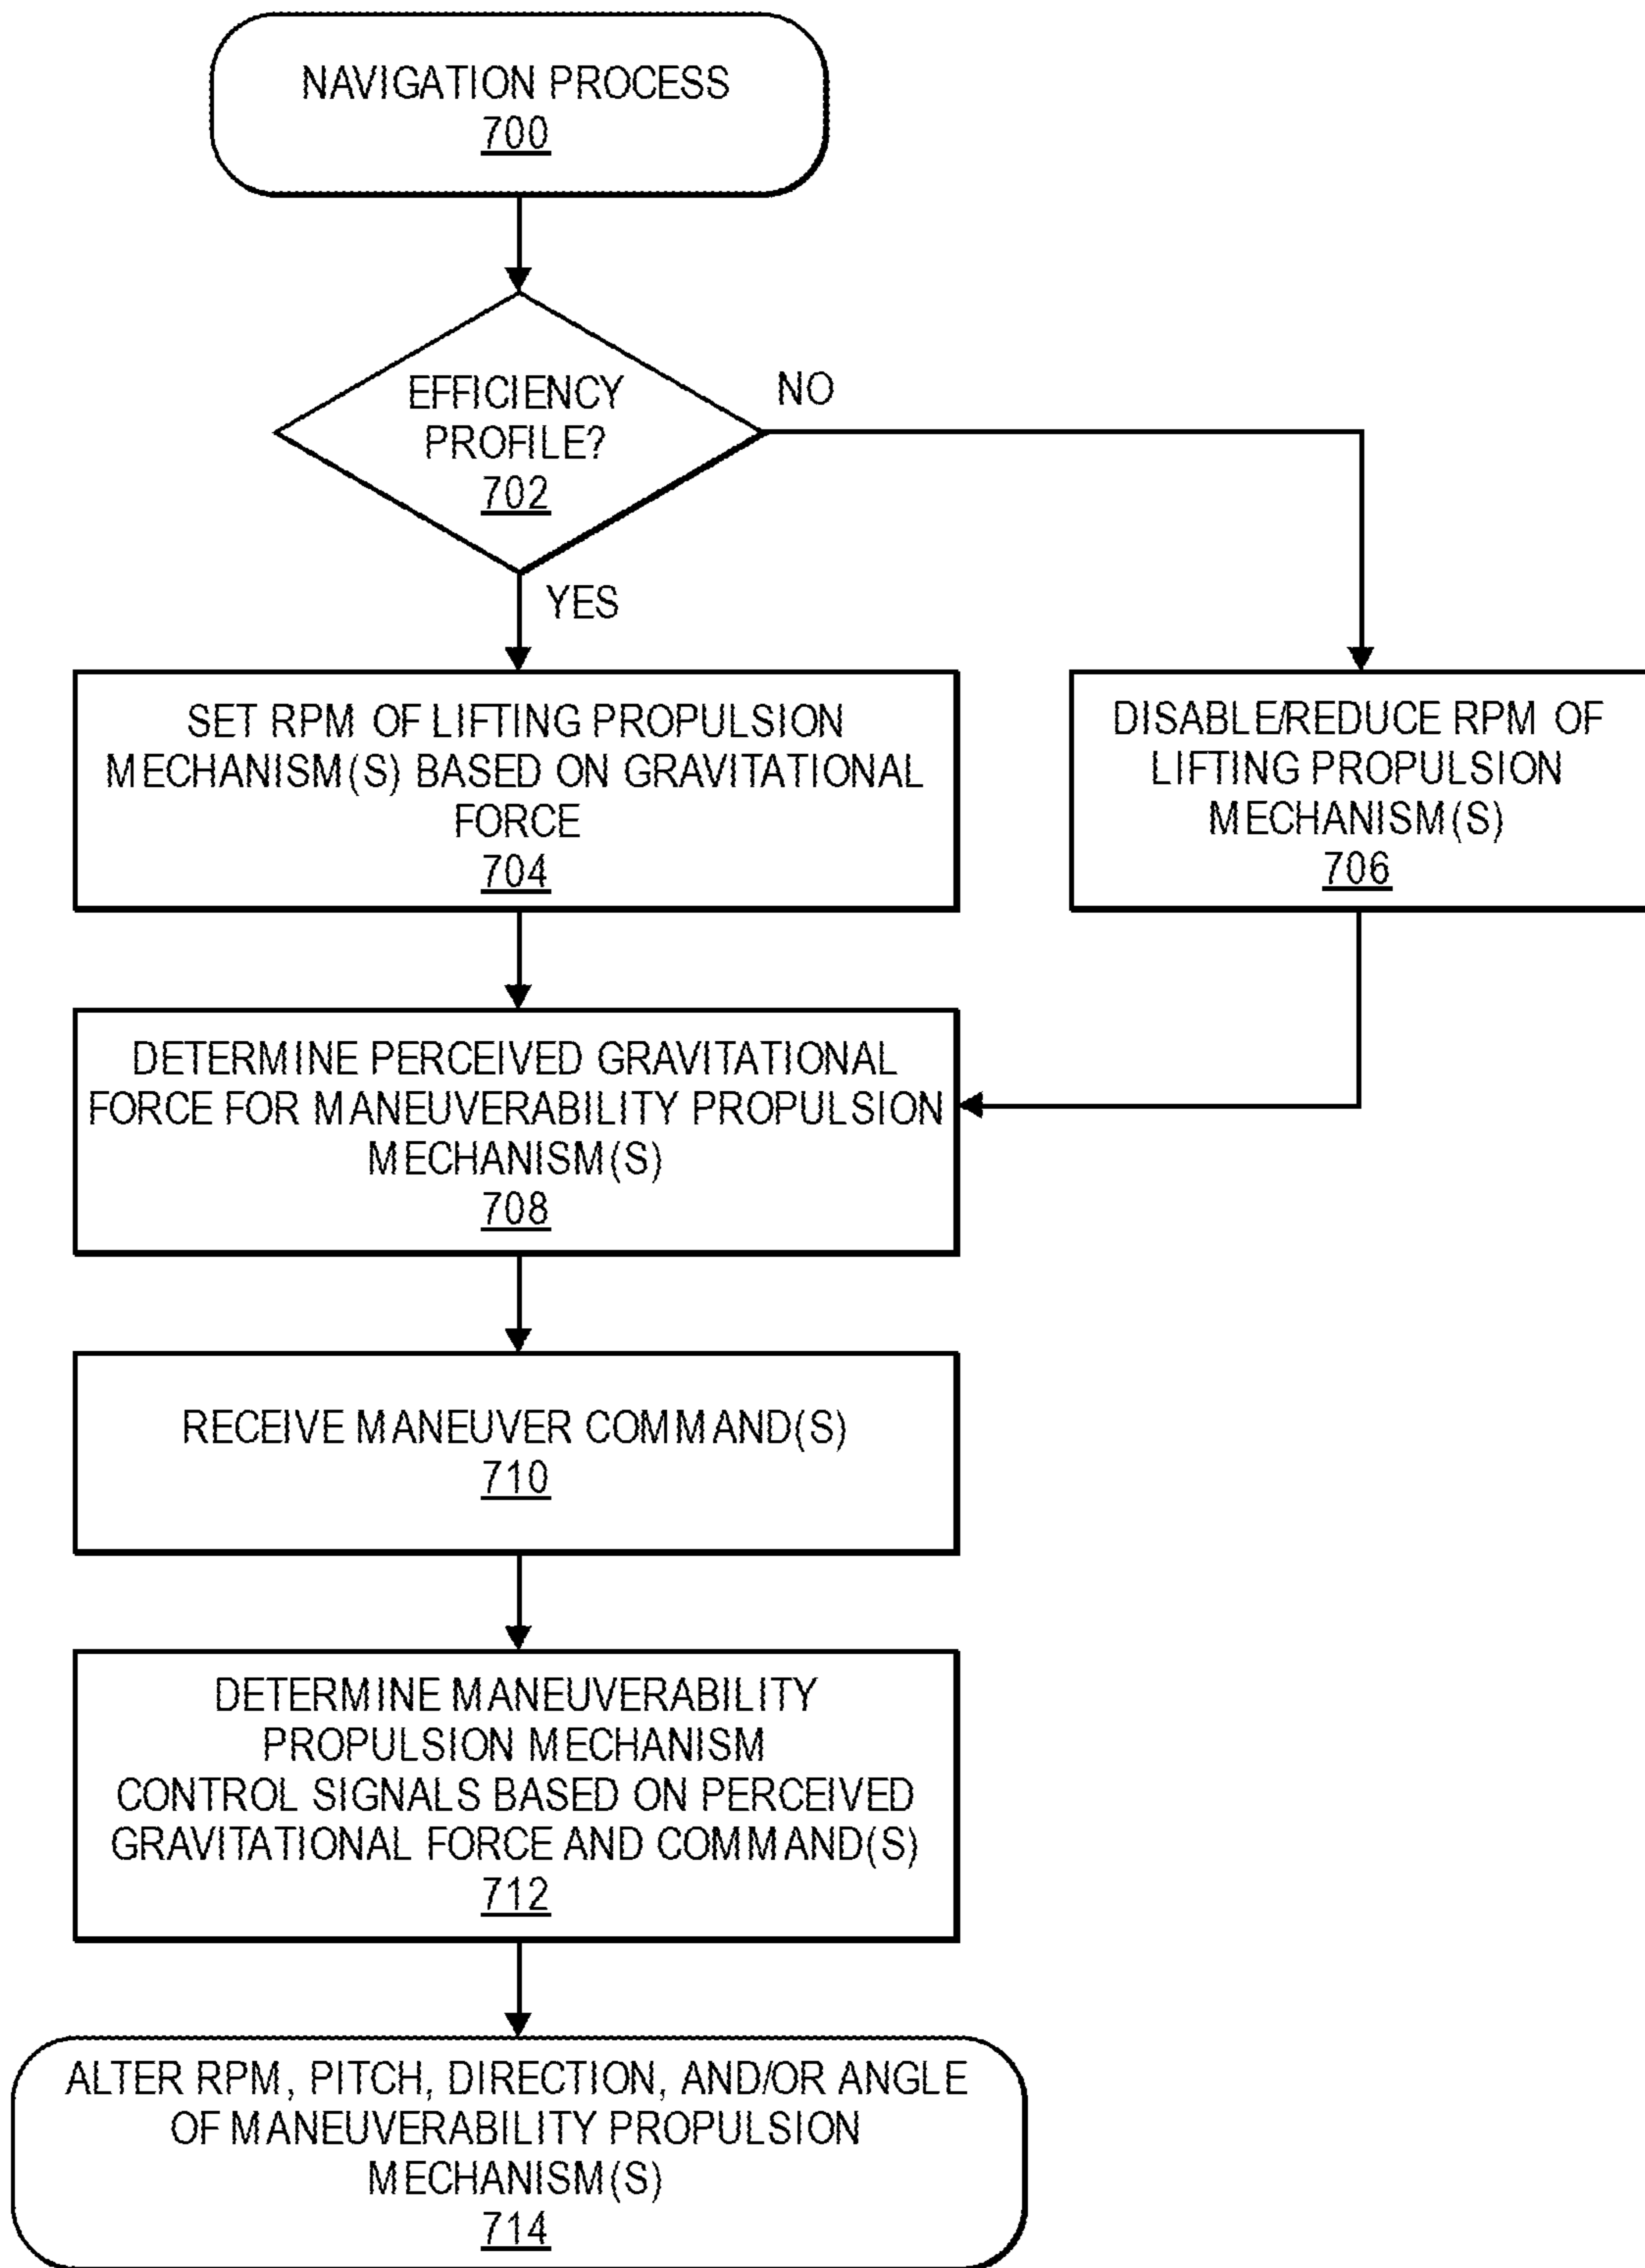 NAVIGATION PROCESS
700
EFFICIENCY
PROFILE?
702
NO
YES
SET RPM OF LIFTING PROPULSION
MECHANISM(S) BASED ON GRAVITATIONAL
FORCE
704
DISABLE/REDUCE RPM OF
LIFTING PROPULSION
MECHANISM(S)
706
DETERMINE PERCEIVED GRAVITATIONAL
FORCE FOR MANEUVERABILITY PROPULSION
MECHANISM(S)
708
RECEIVE MANEUVER COMMAND(S)
710
DETERMINE MANEUVERABILITY
PROPULSION MECHANISM
CONTROL SIGNALS BASED ON PERCEIVED
GRAVITATIONAL FORCE AND COMMAND(S)
712
ALTER RPM, PITCH, DIRECTION, AND/OR ANGLE
OF MANEUVERABILITY PROPULSION
MECHANISM(S)
714